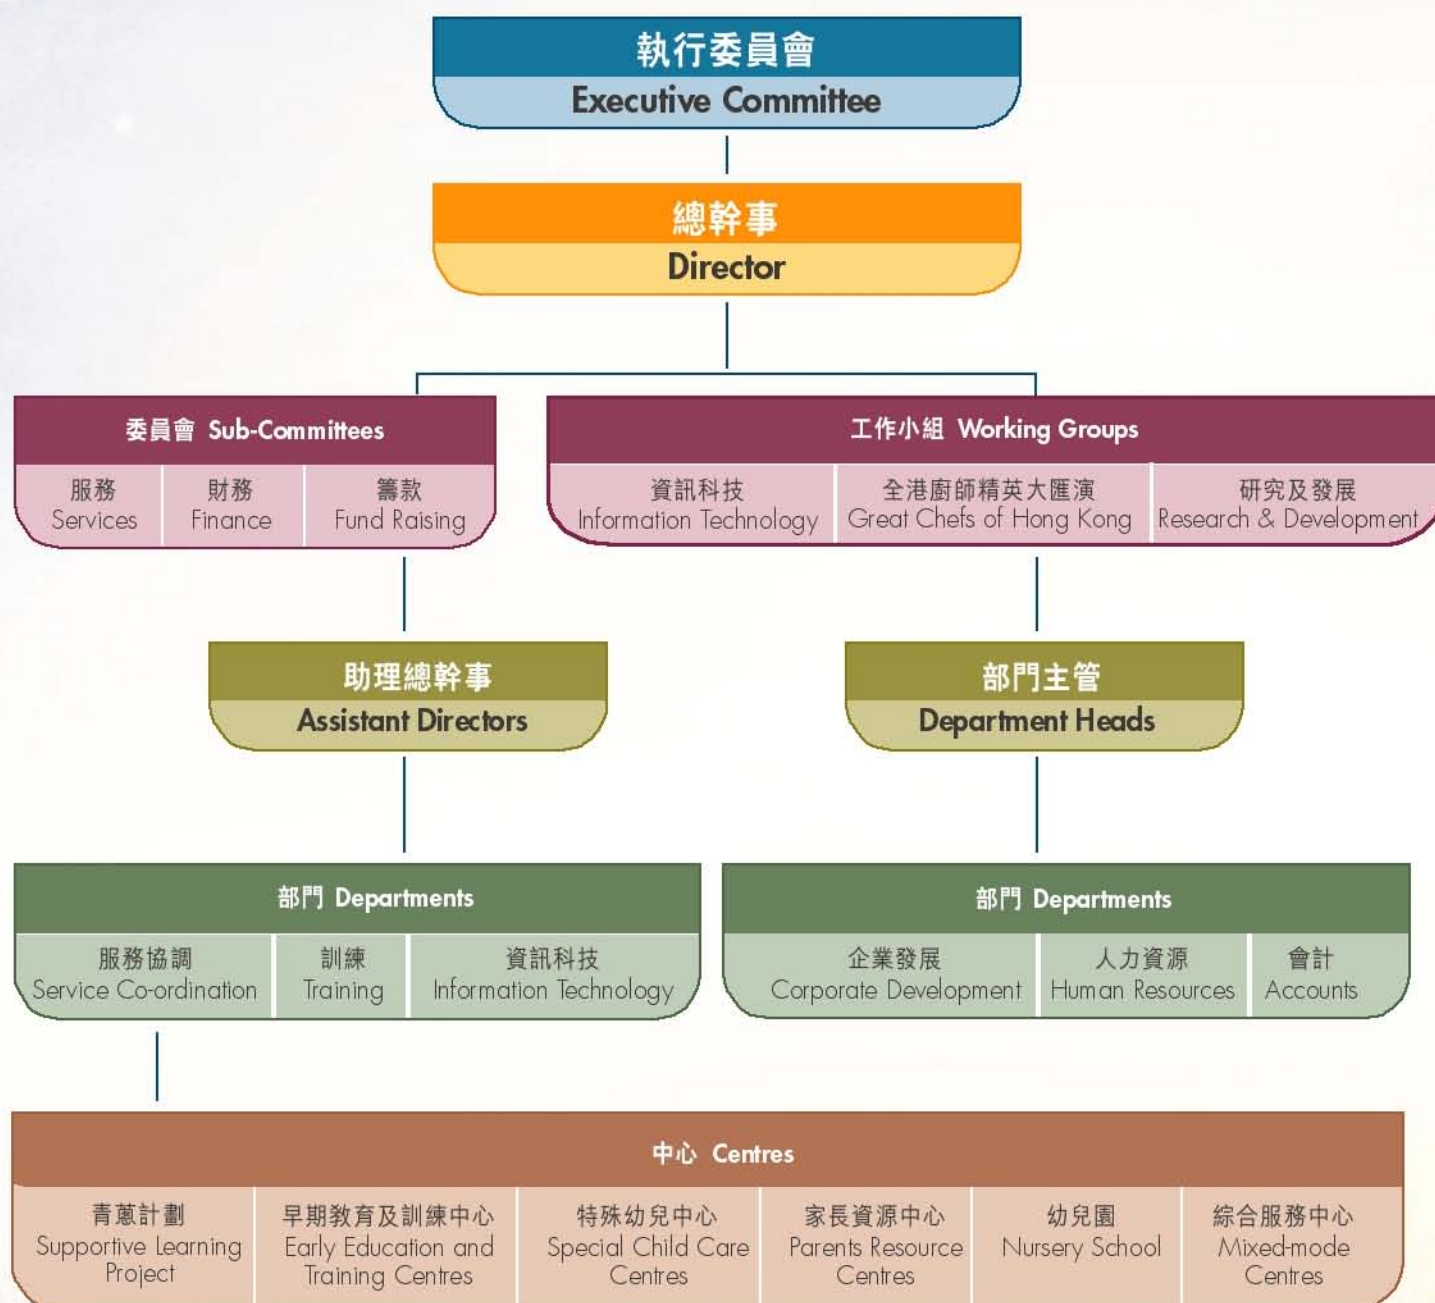 執行委員會
Executive Committee
總幹事
Director
委員會 Sub-Committees
服務
Services
財務
Finance
籌款
Fund Raising
工作小組 Working Groups
資訊科技
Information Technology
全港廚師精英大匯演
Great Chefs of Hong Kong
研究及發展
Research & Development
助理總幹事
Assistant Directors
部門主管
Department Heads
部門 Departments
服務協調
Service Co-ordination
訓練
Training
資訊科技
Information Technology
部門 Departments
企業發展
Corporate Development
人力資源
Human Resources
會計
Accounts
中心 Centres
青蔥計劃
Supportive Learning
Project
早期教育及訓練中心
Early Education and
Training Centres
特殊幼兒中心
Special Child Care
Centres
家長資源中心
Parents Resource
Centres
幼兒園
Nursery School
綜合服務中心
Mixed-mode
Centres